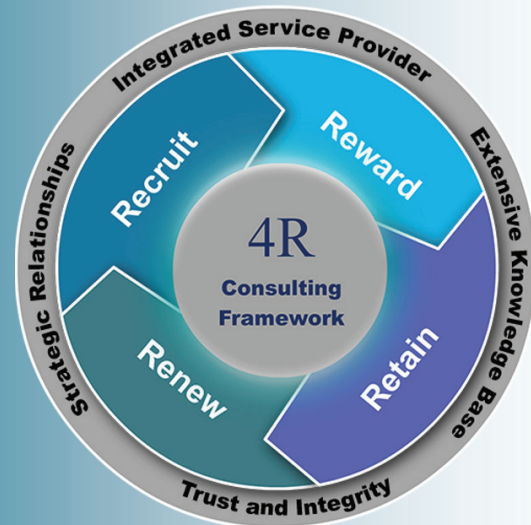 Integrated Service Provider
Extensive Knowledge Base
Trust and Integrity
Strategic Relationships
Recruit
Reward
Retain
Renew
4R
Consulting
Framework